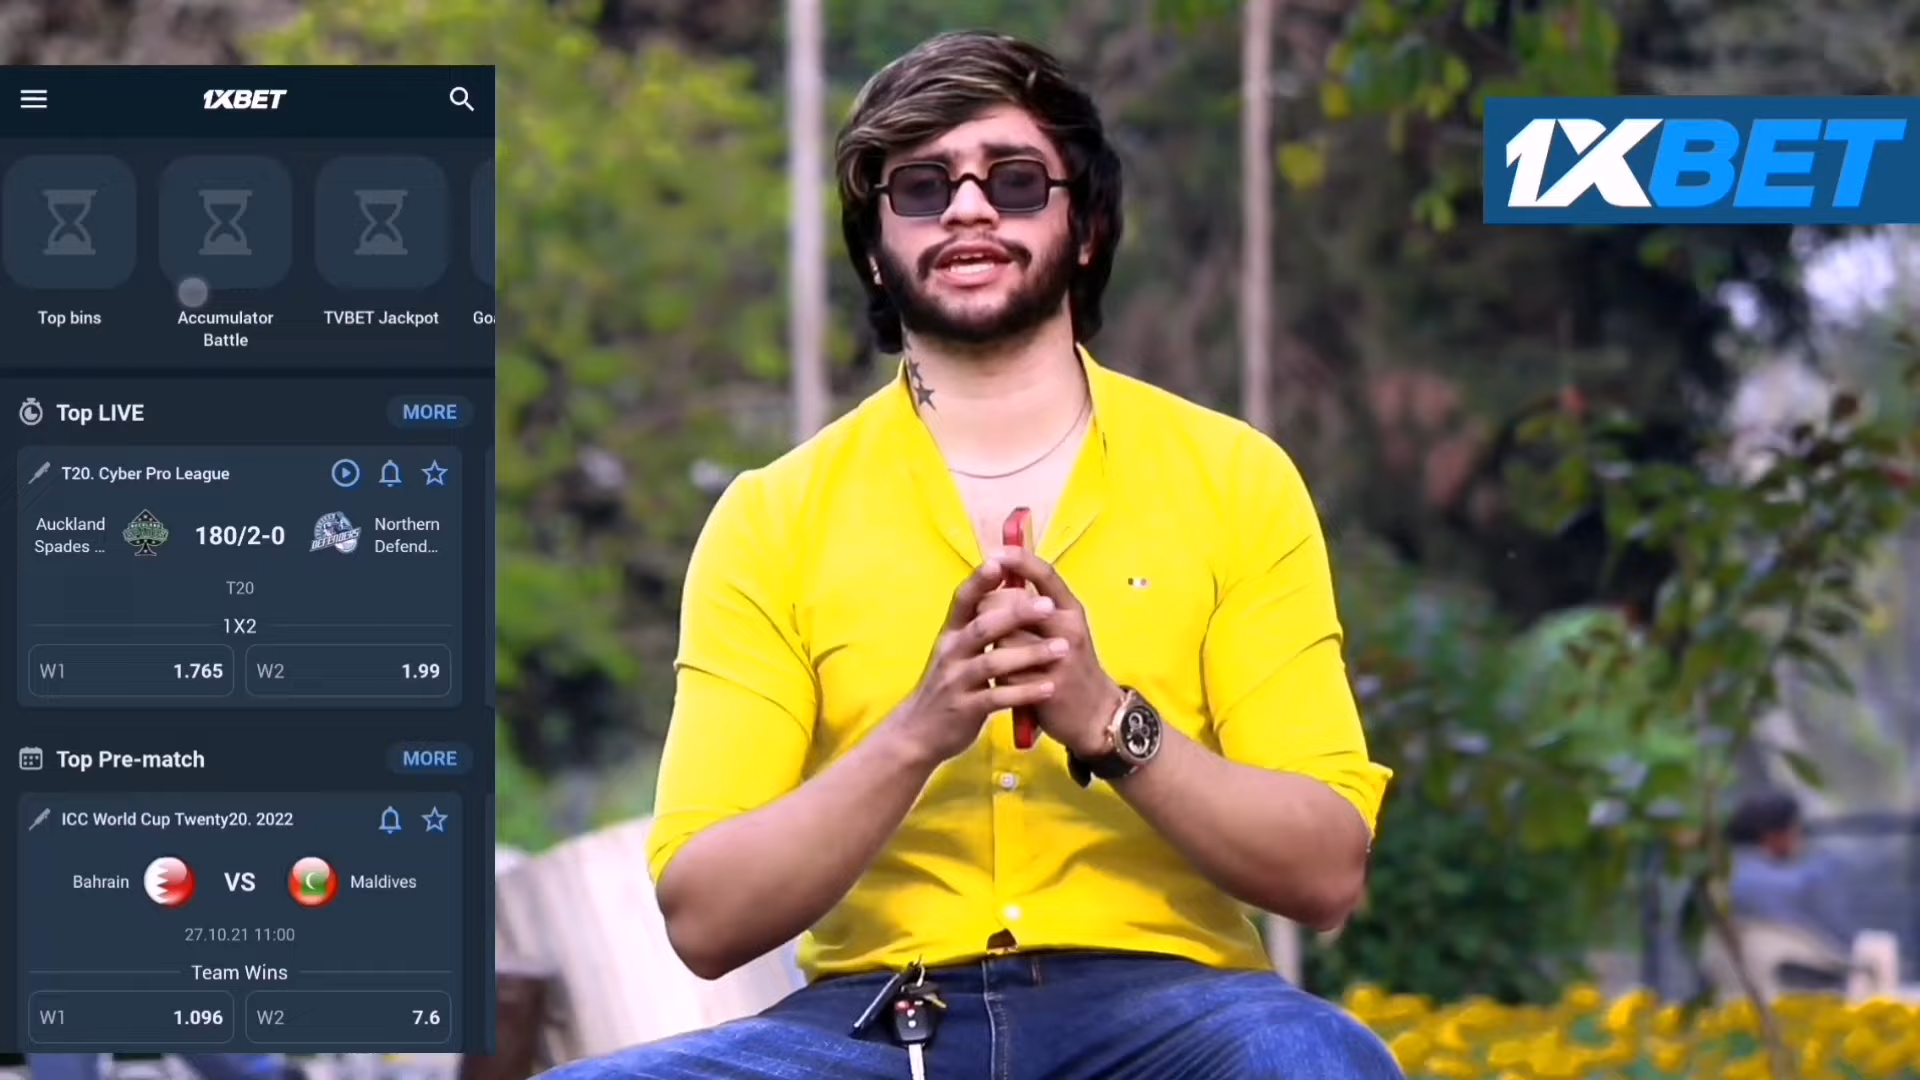 1XBET
Top bins
Accumulator
Battle
TVBET Jackpot
Goa
Top LIVE
MORE
T20. Cyber Pro League
Auckland
Spades ...
180/2-0
Northern
Defend...
T20
1X2
W1 1.765 W2 1.99
Top Pre-match
MORE
ICC World Cup Twenty20. 2022
Bahrain VS Maldives
27.10.21 11:00
Team Wins
W1 1.096 W2 7.6
1XBET